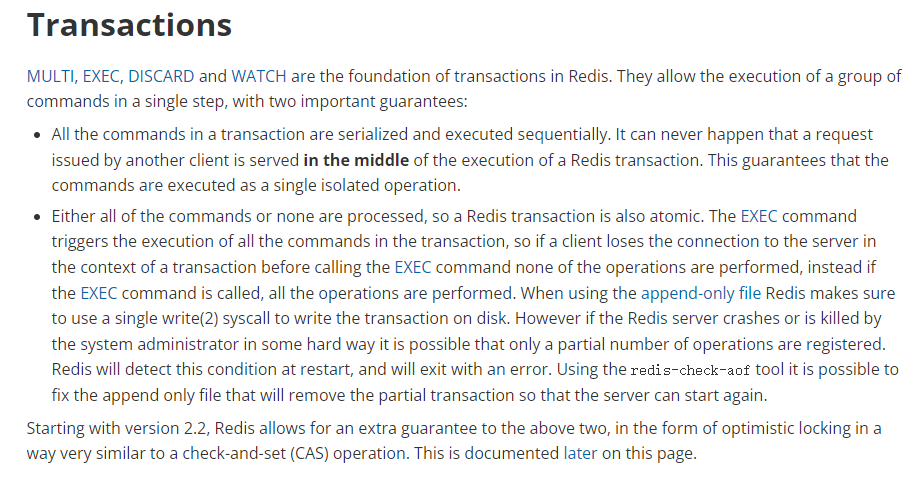 Transactions
MULTI, EXEC, DISCARD and WATCH are the foundation of transactions in Redis. They allow the execution of a group of
commands in a single step, with two important guarantees:
• All the commands in a transaction are serialized and executed sequentially. It can never happen that a request
issued by another client is served in the middle of the execution of a Redis transaction. This guarantees that the
commands are executed as a single isolated operation.
• Either all of the commands or none are processed, so a Redis transaction is also atomic. The EXEC command
triggers the execution of all the commands in the transaction, so if a client loses the connection to the server in
the context of a transaction before calling the EXEC command none of the operations are performed, instead if
the EXEC command is called, all the operations are performed. When using the append-only file Redis makes sure
to use a single write(2) syscall to write the transaction on disk. However if the Redis server crashes or is killed by
the system administrator in some hard way it is possible that only a partial number of operations are registered.
Redis will detect this condition at restart, and will exit with an error. Using the redis-check-aof tool it is possible to
fix the append only file that will remove the partial transaction so that the server can start again.
Starting with version 2.2, Redis allows for an extra guarantee to the above two, in the form of optimistic locking in a
way very similar to a check-and-set (CAS) operation. This is documented later on this page.